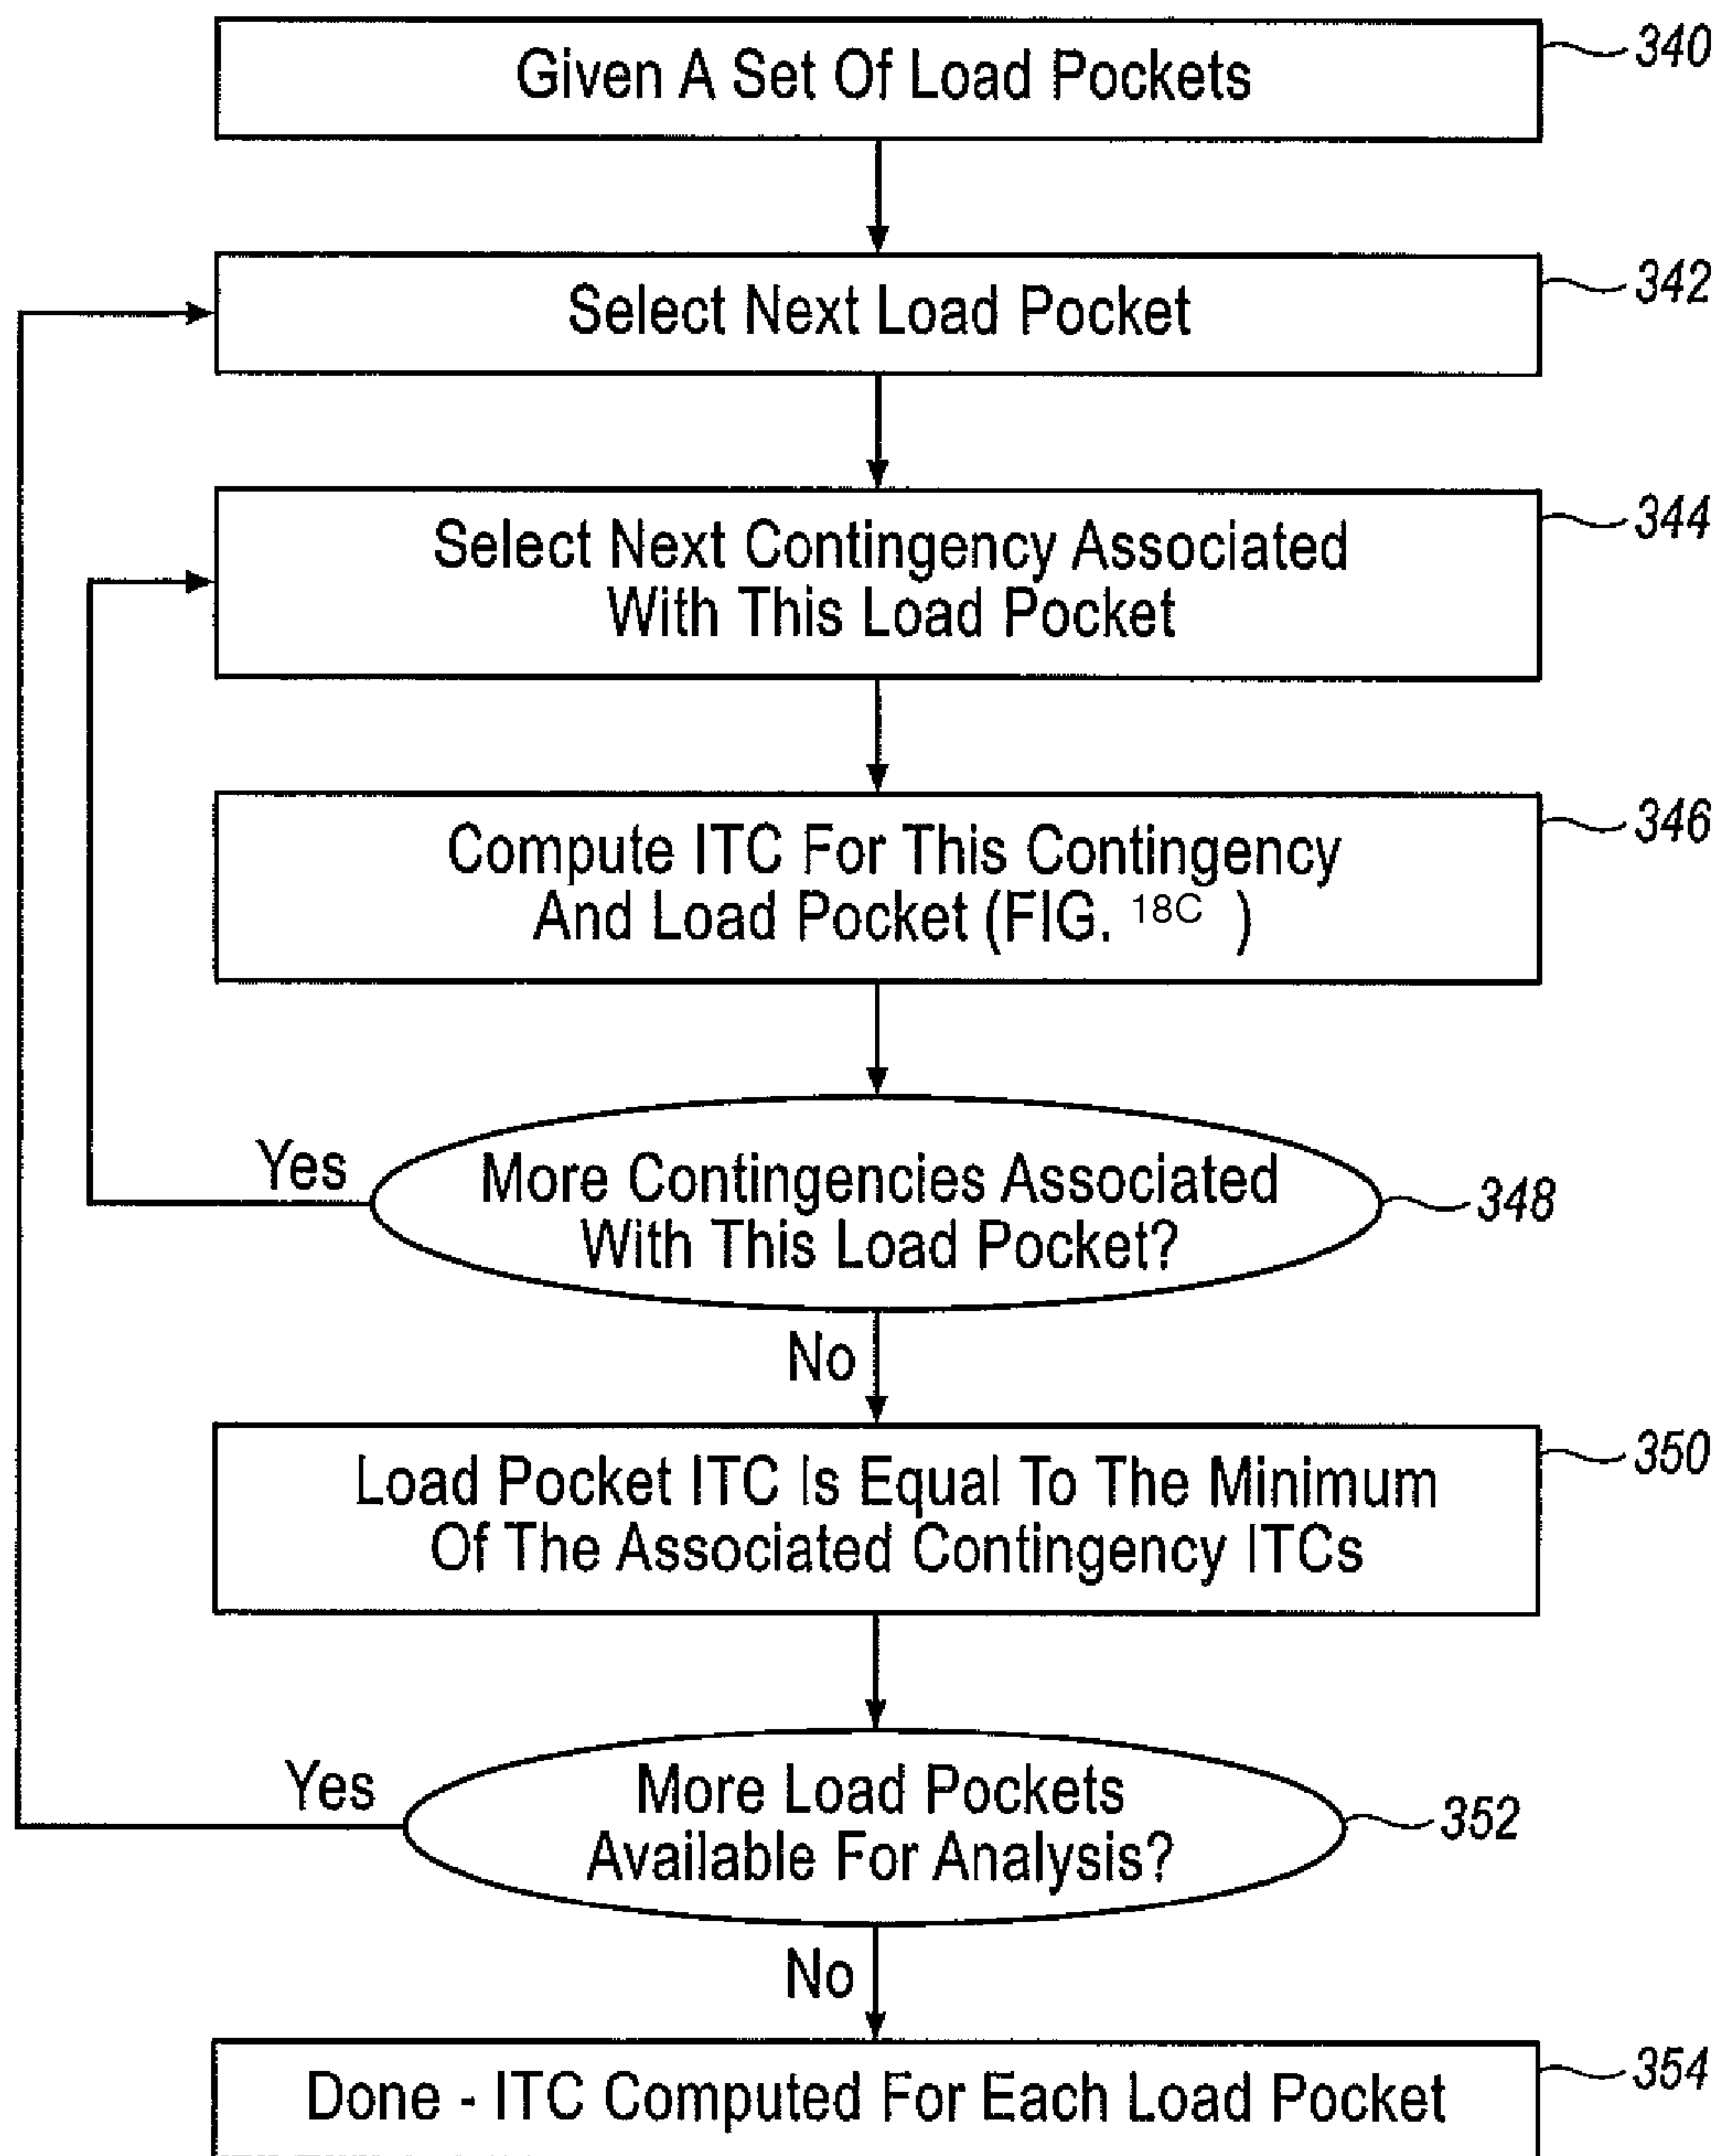 Given A Set Of Load Pockets
340
Select Next Load Pocket
342
Select Next Contingency Associated
With This Load Pocket
344
Compute ITC For This Contingency
And Load Pocket (FIG. 18C )
346
More Contingencies Associated
With This Load Pocket?
348
Yes
No
Load Pocket ITC Is Equal To The Minimum
Of The Associated Contingency ITCs
350
More Load Pockets
Available For Analysis?
352
Yes
No
Done - ITC Computed For Each Load Pocket
354